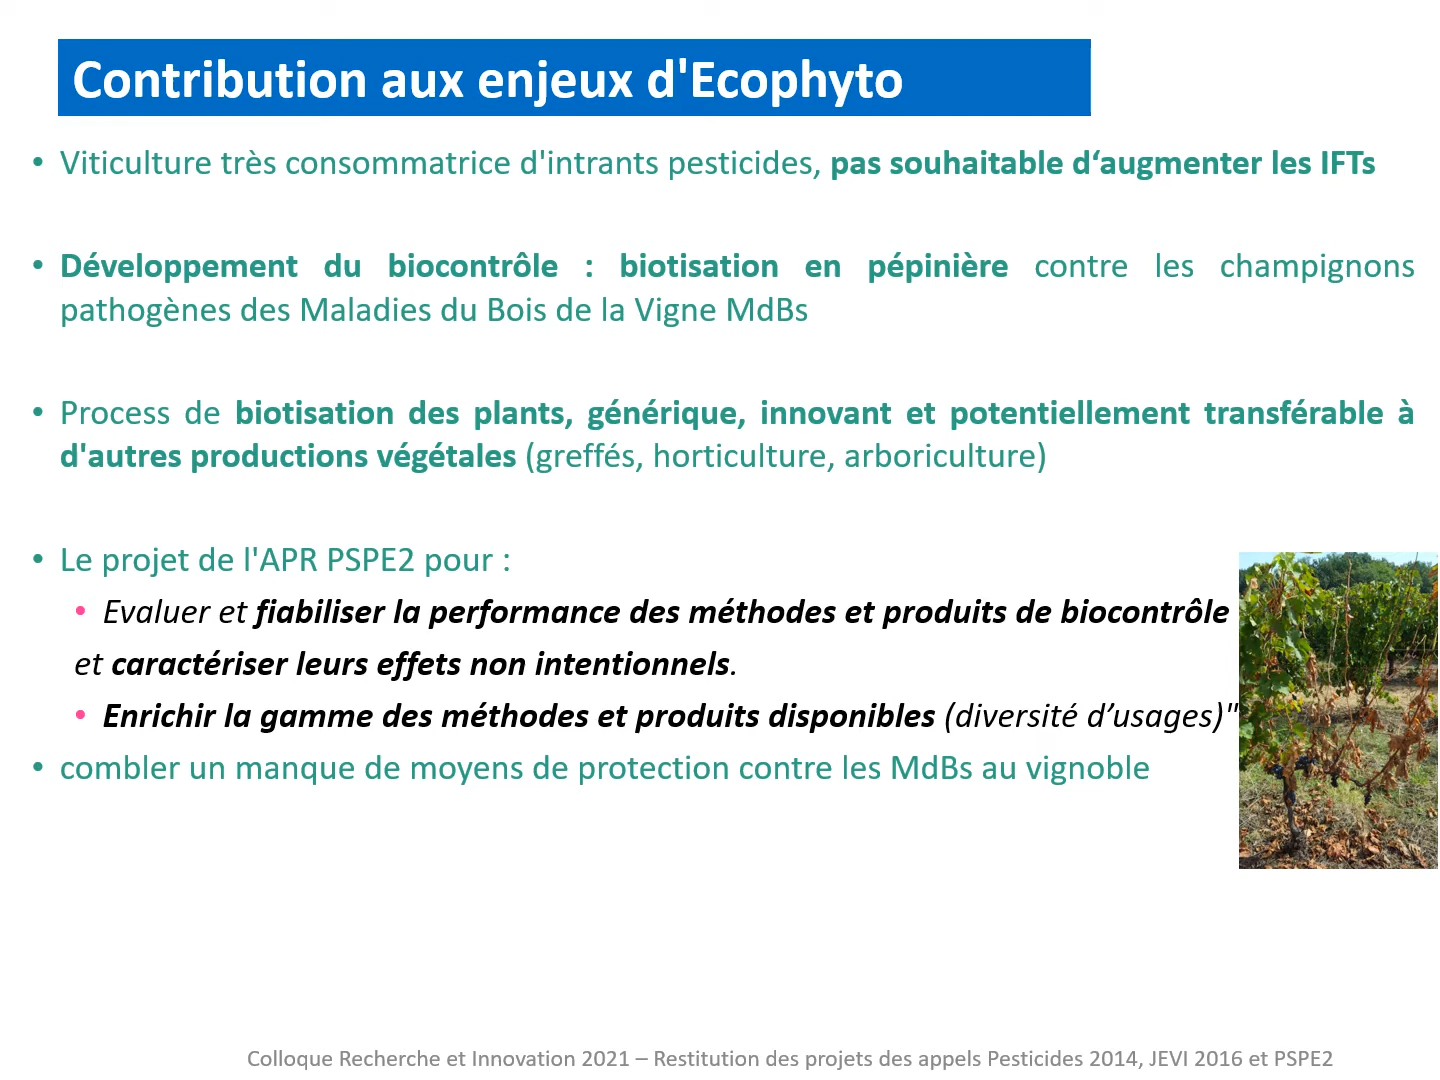 Contribution aux enjeux d'Ecophyto
• Viticulture très consommatrice d'intrants pesticides, pas souhaitable d‘augmenter les IFTs
• Développement du biocontrôle : biotisation en pépinière contre les champignons
pathogènes des Maladies du Bois de la Vigne MdBs
• Process de biotisation des plants, générique, innovant et potentiellement transférable à
d'autres productions végétales (greffés, horticulture, arboriculture)
• Le projet de l'APR PSPE2 pour :
• Evaluer et fiabiliser la performance des méthodes et produits de biocontrôle
et caractériser leurs effets non intentionnels.
• Enrichir la gamme des méthodes et produits disponibles (diversité d’usages)"
• combler un manque de moyens de protection contre les MdBs au vignoble
Colloque Recherche et Innovation 2021 – Restitution des projets des appels Pesticides 2014, JEVI 2016 et PSPE2